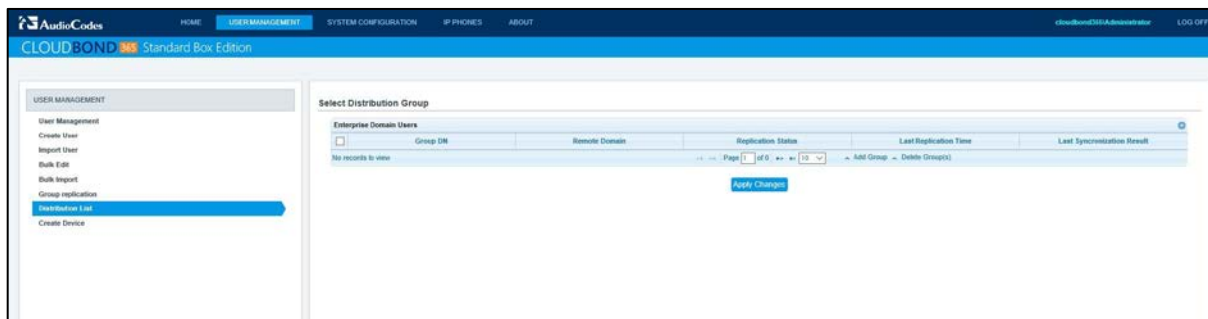 AudioCodes HOME USER MANAGEMENT SYSTEM CONFIGURATION IP PHONES ABOUT cloudbond365\Administrator LOG OFF
CLOUDBOND 365 Standard Box Edition
USER MANAGEMENT
Select Distribution Group
User Management
Enterprise Domain Users
Create User
Group DN Remote Domain Replication Status Last Replication Time Last Syncronization Result
Import User
No records to view Page 1 of 0 10 Add Group Delete Group(s)
Bulk Edit
Bulk Import
Apply Changes
Group replication
Distribution List
Create Device